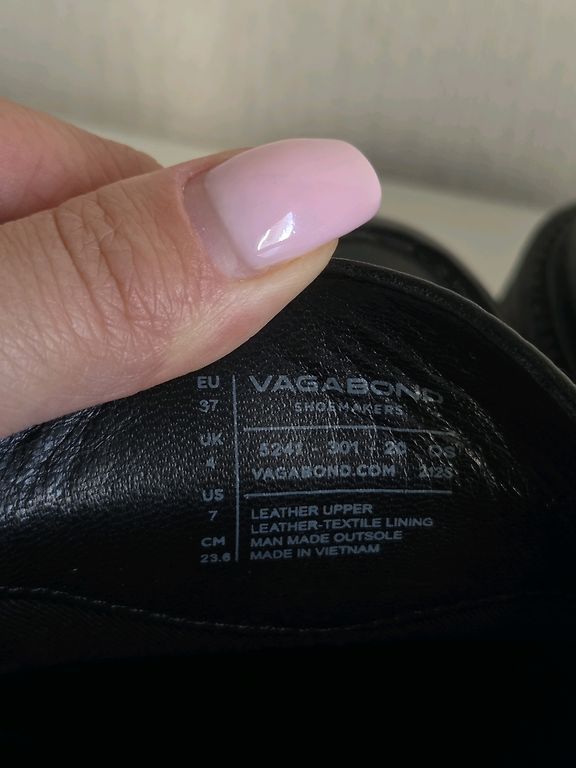 EU
37
UK
4
US
7
CM
23.6
VAGABOND
SHOEMAKERS
301 - 20
VAGABOND.COM
LEATHER UPPER
LEATHER-TEXTILE LINING
MAN MADE OUTSOLE
MADE IN VIETNAM